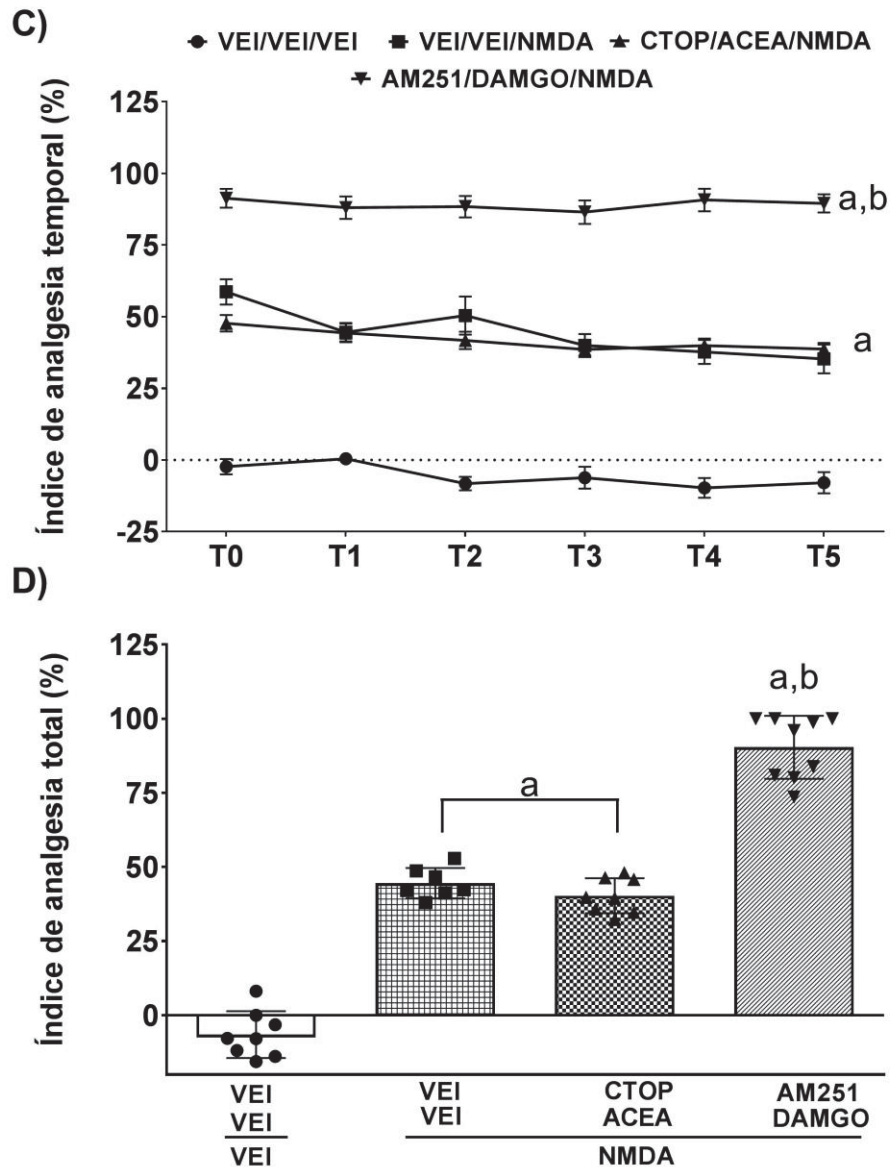 C)
VEI/VEI/VEI VEI/VEI/NMDA CTOP/ACEA/NMDA
AM251/DAMGO/NMDA
Índice de analgesia temporal (%)
125
100
75
50
25
0
-25
a,b
a
T0 T1 T2 T3 T4 T5
D)
Índice de analgesia total (%)
125
100
75
50
25
0
a
a,b
VEI VEI CTOP AM251
VEI VEI ACEA DAMGO
VEI NMDA